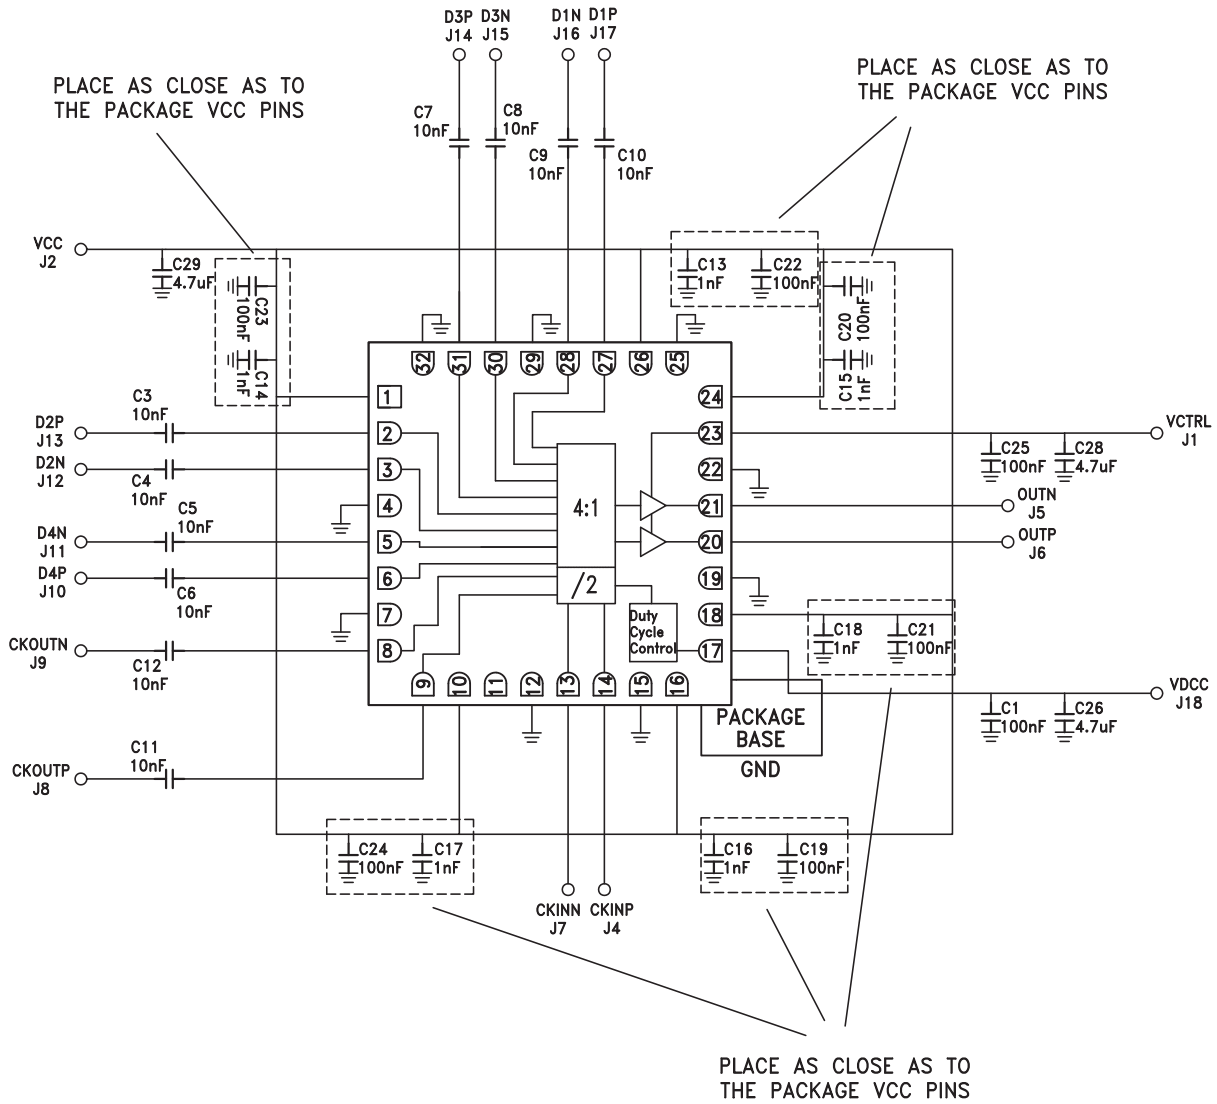 D3P D3N D1N D1P
J14 J15 J16 J17
PLACE AS CLOSE AS TO
THE PACKAGE VCC PINS
PLACE AS CLOSE AS TO
THE PACKAGE VCC PINS
C7
10nF
C8
10nF
C9
10nF
C10
10nF
VCC
J2
C29
4.7uF
C23
100nF
C14
1nF
C13
1nF
C22
100nF
C20
100nF
C15
1nF
32 31 30 29 28 27 26 25
1
2
3
4
5
6
7
8
24
23
22
21
20
19
18
17
9 10 11 12 13 14 15 16
C3
10nF
D2P
J13
D2N
J12
C4
10nF
C5
10nF
D4N
J11
D4P
J10
C6
10nF
CKOUTN
J9
C12
10nF
C11
10nF
CKOUTP
J8
4:1
/2
Duty
Cycle
Control
VCTRL
J1
C25
100nF
C28
4.7uF
OUTN
J5
OUTP
J6
C18
1nF
C21
100nF
VDCC
J18
C1
100nF
C26
4.7uF
PACKAGE
BASE
GND
C24
100nF
C17
1nF
C16
1nF
C19
100nF
CKINN CKINP
J7 J4
PLACE AS CLOSE AS TO
THE PACKAGE VCC PINS